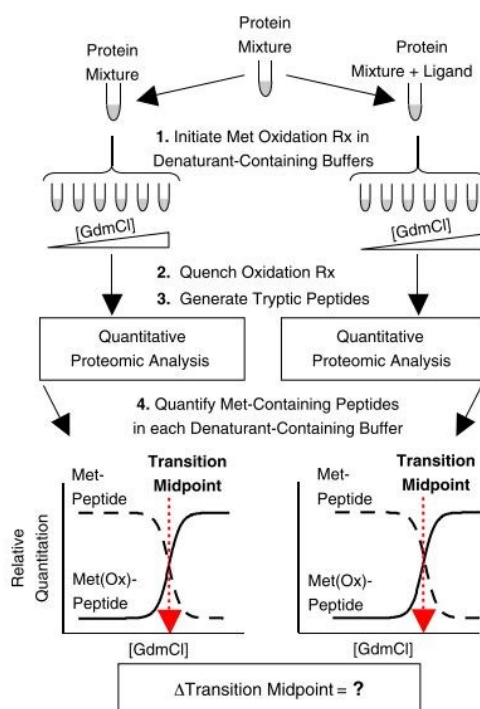 Protein
Mixture
Protein
Mixture
Protein
Mixture + Ligand
1. Initiate Met Oxidation Rx in
Denaturant-Containing Buffers
[GdmCl]
[GdmCl]
2. Quench Oxidation Rx
3. Generate Tryptic Peptides
Quantitative
Proteomic Analysis
Quantitative
Proteomic Analysis
4. Quantify Met-Containing Peptides
in each Denaturant-Containing Buffer
Relative
Quantitation
Met-
Peptide
Transition
Midpoint
Met(Ox)-
Peptide
[GdmCl]
Met-
Peptide
Transition
Midpoint
Met(Ox)-
Peptide
[GdmCl]
ΔTransition Midpoint = ?